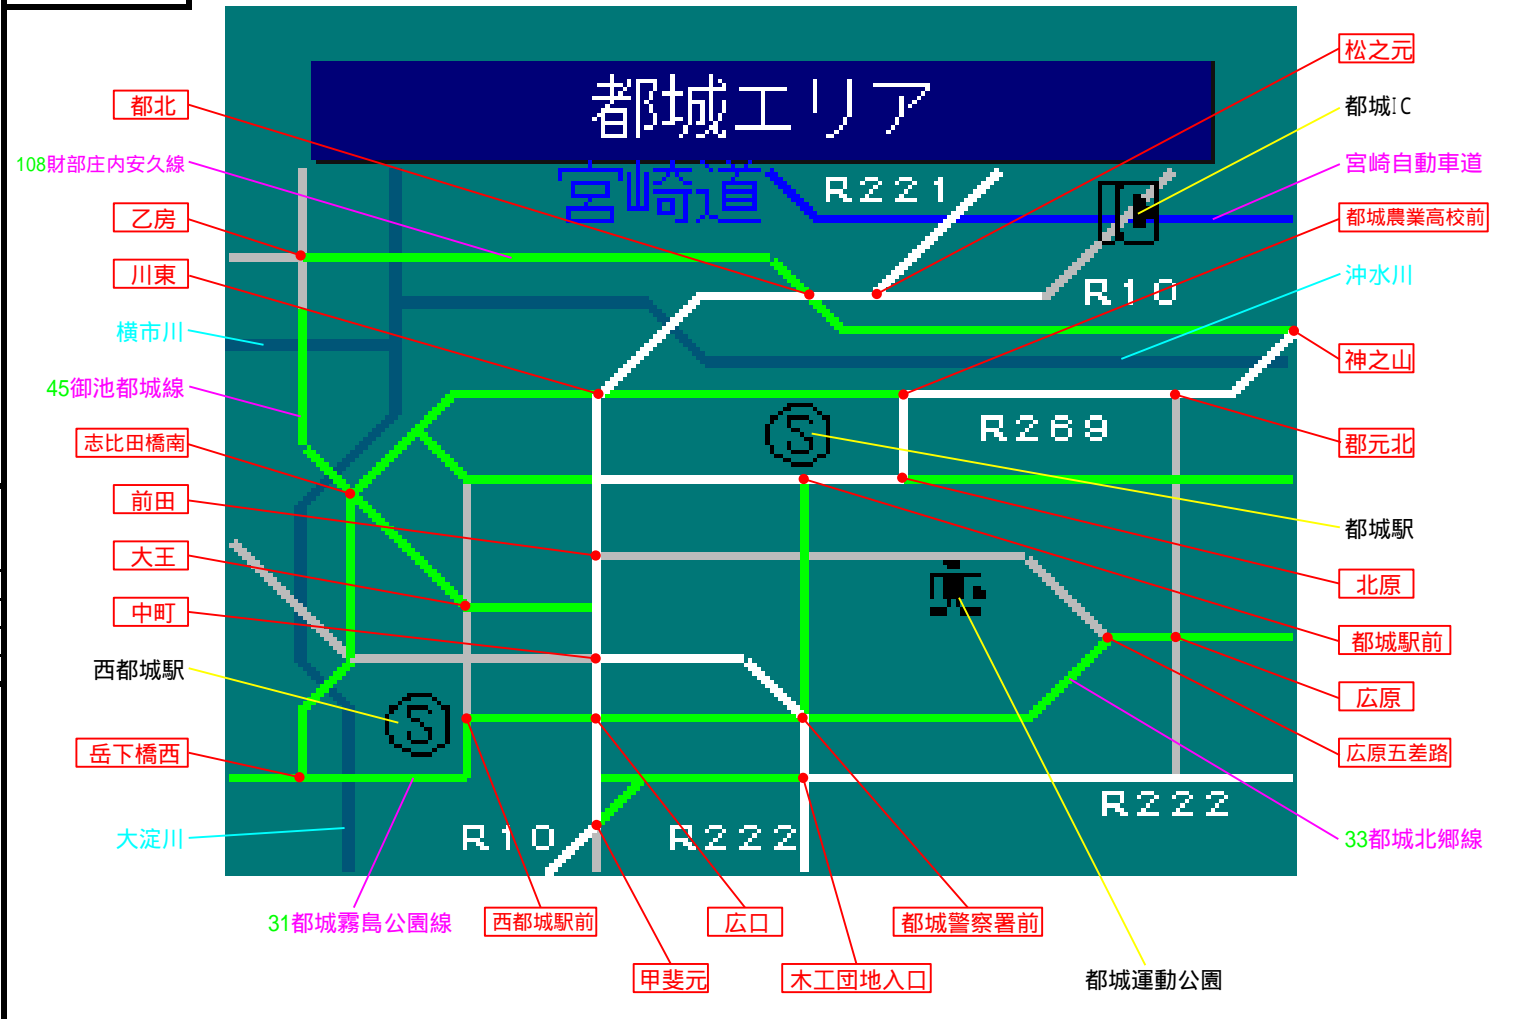 都城エリア
宮崎道
R221
R10
R269
R222
R10
R222
都北
108財部庄内安久線
乙房
川東
横市川
45御池都城線
志比田橋南
前田
大王
中町
西都城駅
岳下橋西
大淀川
31都城霧島公園線
西都城駅前
広口
都城警察署前
甲斐元
木工団地入口
都城運動公園
松之元
都城IC
宮崎自動車道
都城農業高校前
沖水川
神之山
郡元北
都城駅
北原
都城駅前
広原
広原五差路
33都城北郷線
S
S